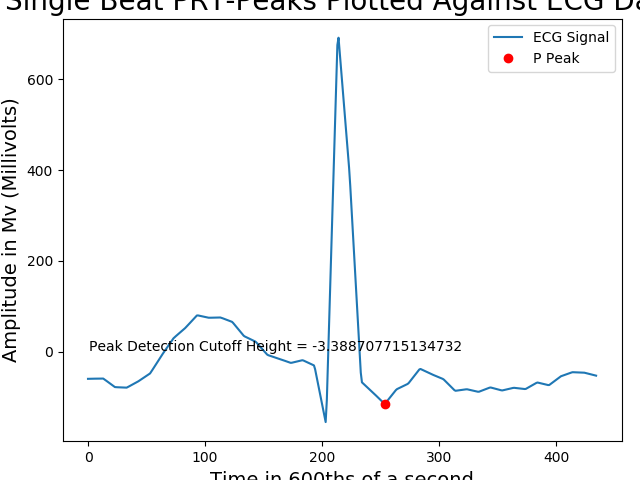 Single Beat PRT-Peaks Plotted Against ECG Da
ECG Signal
P Peak
Amplitude in Mv (Millivolts)
600
400
200
0
Peak Detection Cutoff Height = -3.388707715134732
0 100 200 300 400
Time in 600ths of a second